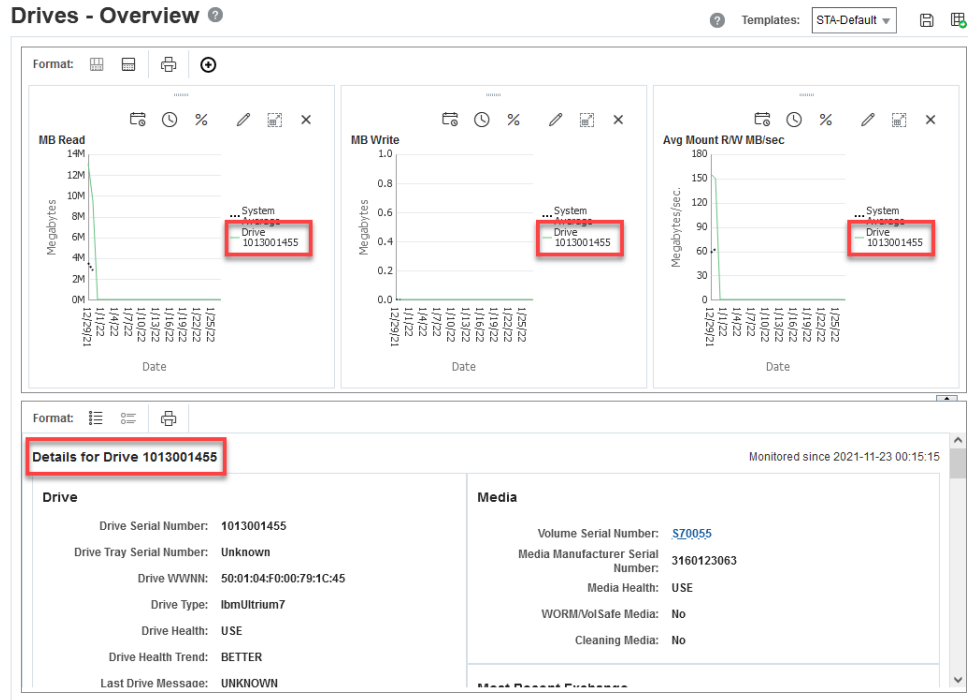 Drives - Overview
Templates: STA-Default
Format:
MB Read
14M
12M
10M
8M
6M
4M
2M
0M
Megabytes
12/29/21
1/1/22
1/4/22
1/7/22
1/10/22
1/13/22
1/16/22
1/19/22
1/22/22
1/25/22
Date
System
Average
Drive
1013001455
MB Write
1.0
0.8
0.6
0.4
0.2
0.0
Megabytes
12/29/21
1/1/22
1/4/22
1/7/22
1/10/22
1/13/22
1/16/22
1/19/22
1/22/22
1/25/22
Date
System
Average
Drive
1013001455
Avg Mount R/W MB/sec
180
150
120
90
60
30
0
Megabytes/sec.
12/29/21
1/1/22
1/4/22
1/7/22
1/10/22
1/13/22
1/16/22
1/19/22
1/22/22
1/25/22
Date
System
Average
Drive
1013001455
Format:
Details for Drive 1013001455
Monitored since 2021-11-23 00:15:15
Drive
Drive Serial Number: 1013001455
Drive Tray Serial Number: Unknown
Drive WWNN: 50:01:04:F0:00:79:1C:45
Drive Type: IbmUltrium7
Drive Health: USE
Drive Health Trend: BETTER
Last Drive Message: UNKNOWN
Media
Volume Serial Number: S70055
Media Manufacturer Serial
Number: 3160123063
Media Health: USE
WORM/VolSafe Media: No
Cleaning Media: No
Most Recent Exchange